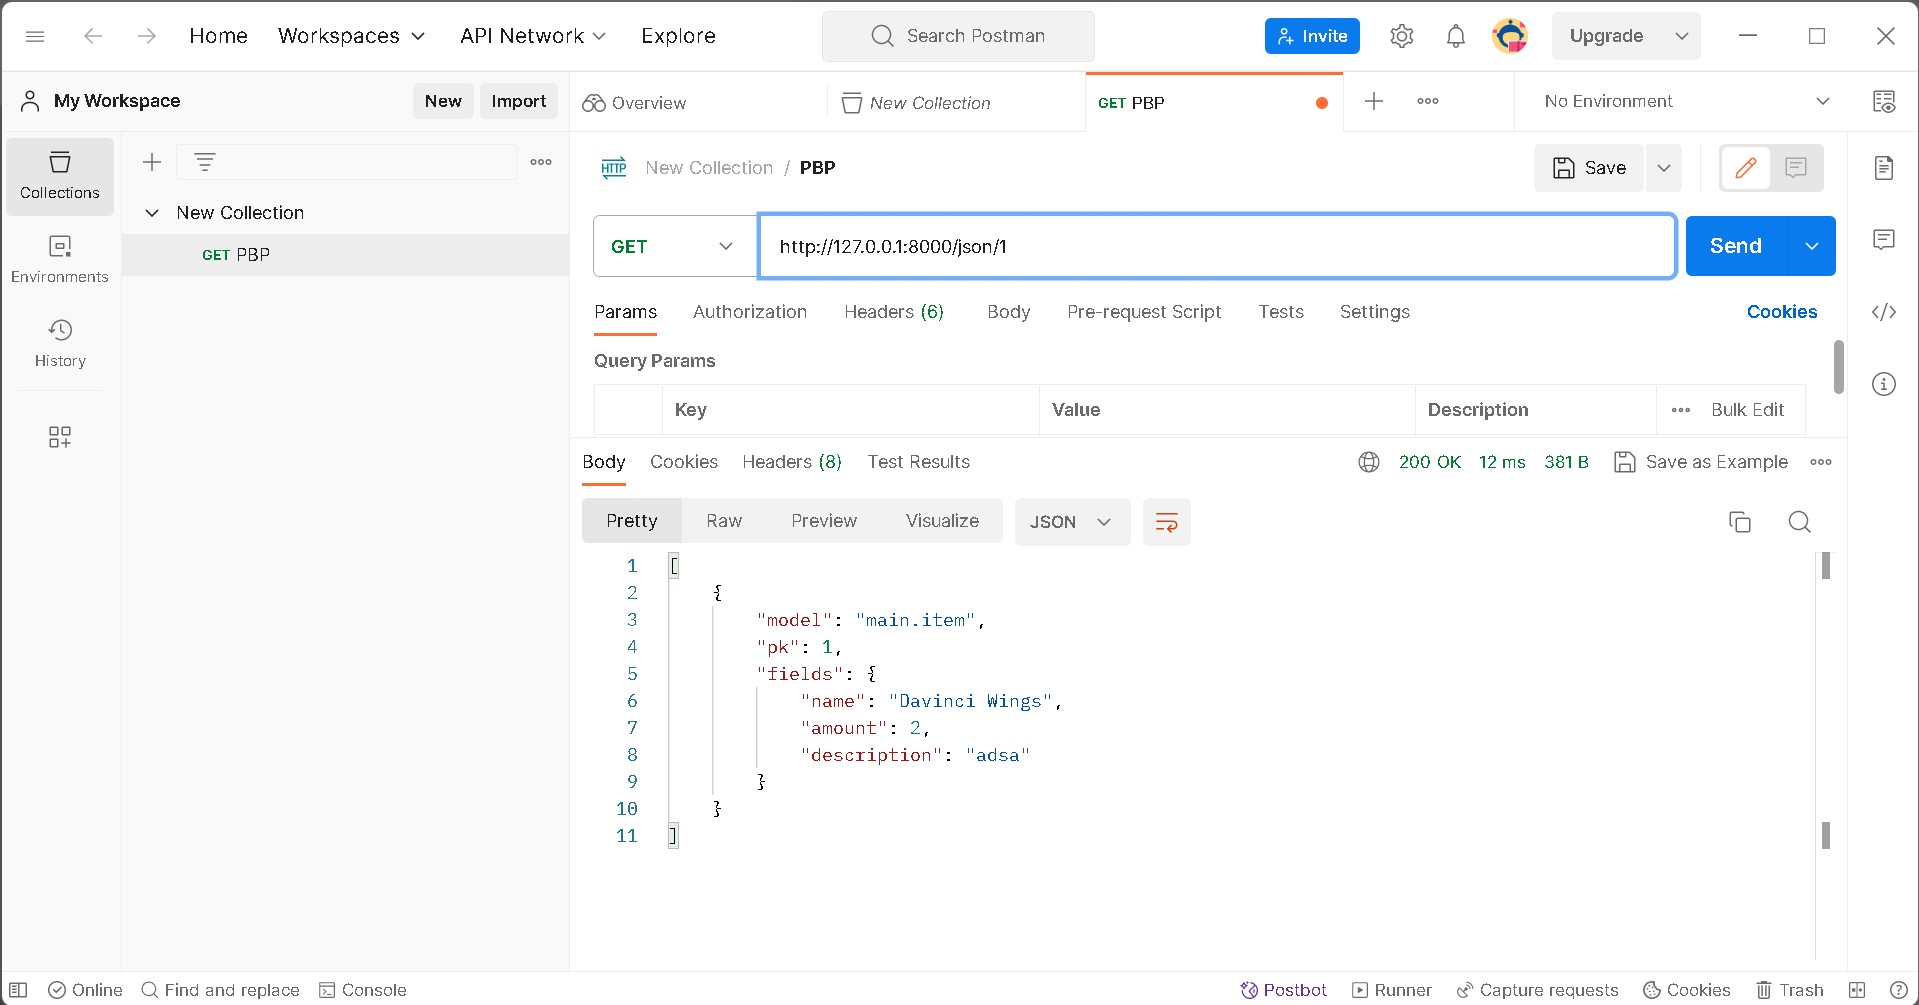 Home Workspaces API Network Explore Search Postman Invite Upgrade
My Workspace New Import Overview New Collection GET PBP No Environment
Collections
Environments
History
New Collection
GET PBP
HTTP New Collection / PBP Save
GET http://127.0.0.1:8000/json/1 Send
Params Authorization Headers (6) Body Pre-request Script Tests Settings Cookies
Query Params
Key Value Description Bulk Edit
Body Cookies Headers (8) Test Results 200 OK 12 ms 381 B Save as Example
Pretty Raw Preview Visualize JSON
1 [
2 {
3 "model": "main.item",
4 "pk": 1,
5 "fields": {
6 "name": "Davinci Wings",
7 "amount": 2,
8 "description": "adsa"
9 }
10 }
11 ]
Online Find and replace Console Postbot Runner Capture requests Cookies Trash